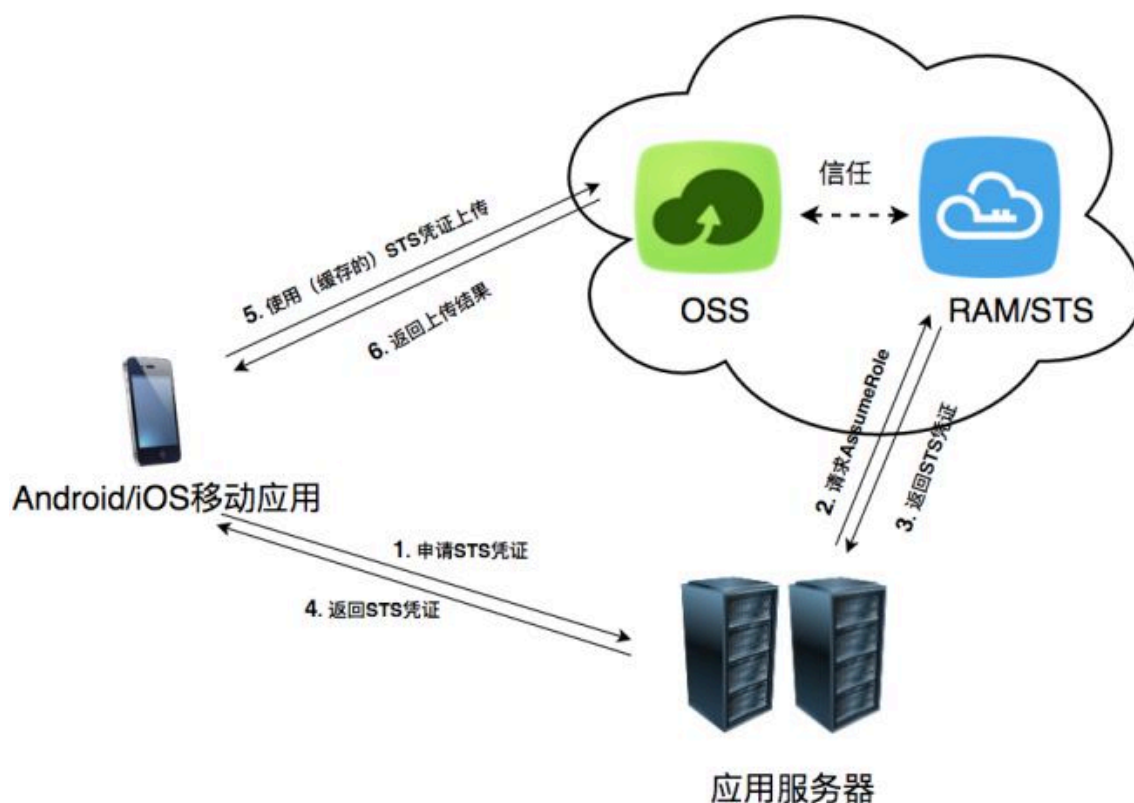 信任
OSS
RAM/STS
5. 使用（缓存的）STS凭证上传
6. 返回上传结果
2. 请求AssumeRole
3. 返回STS凭证
Android/iOS移动应用
1. 申请STS凭证
4. 返回STS凭证
应用服务器